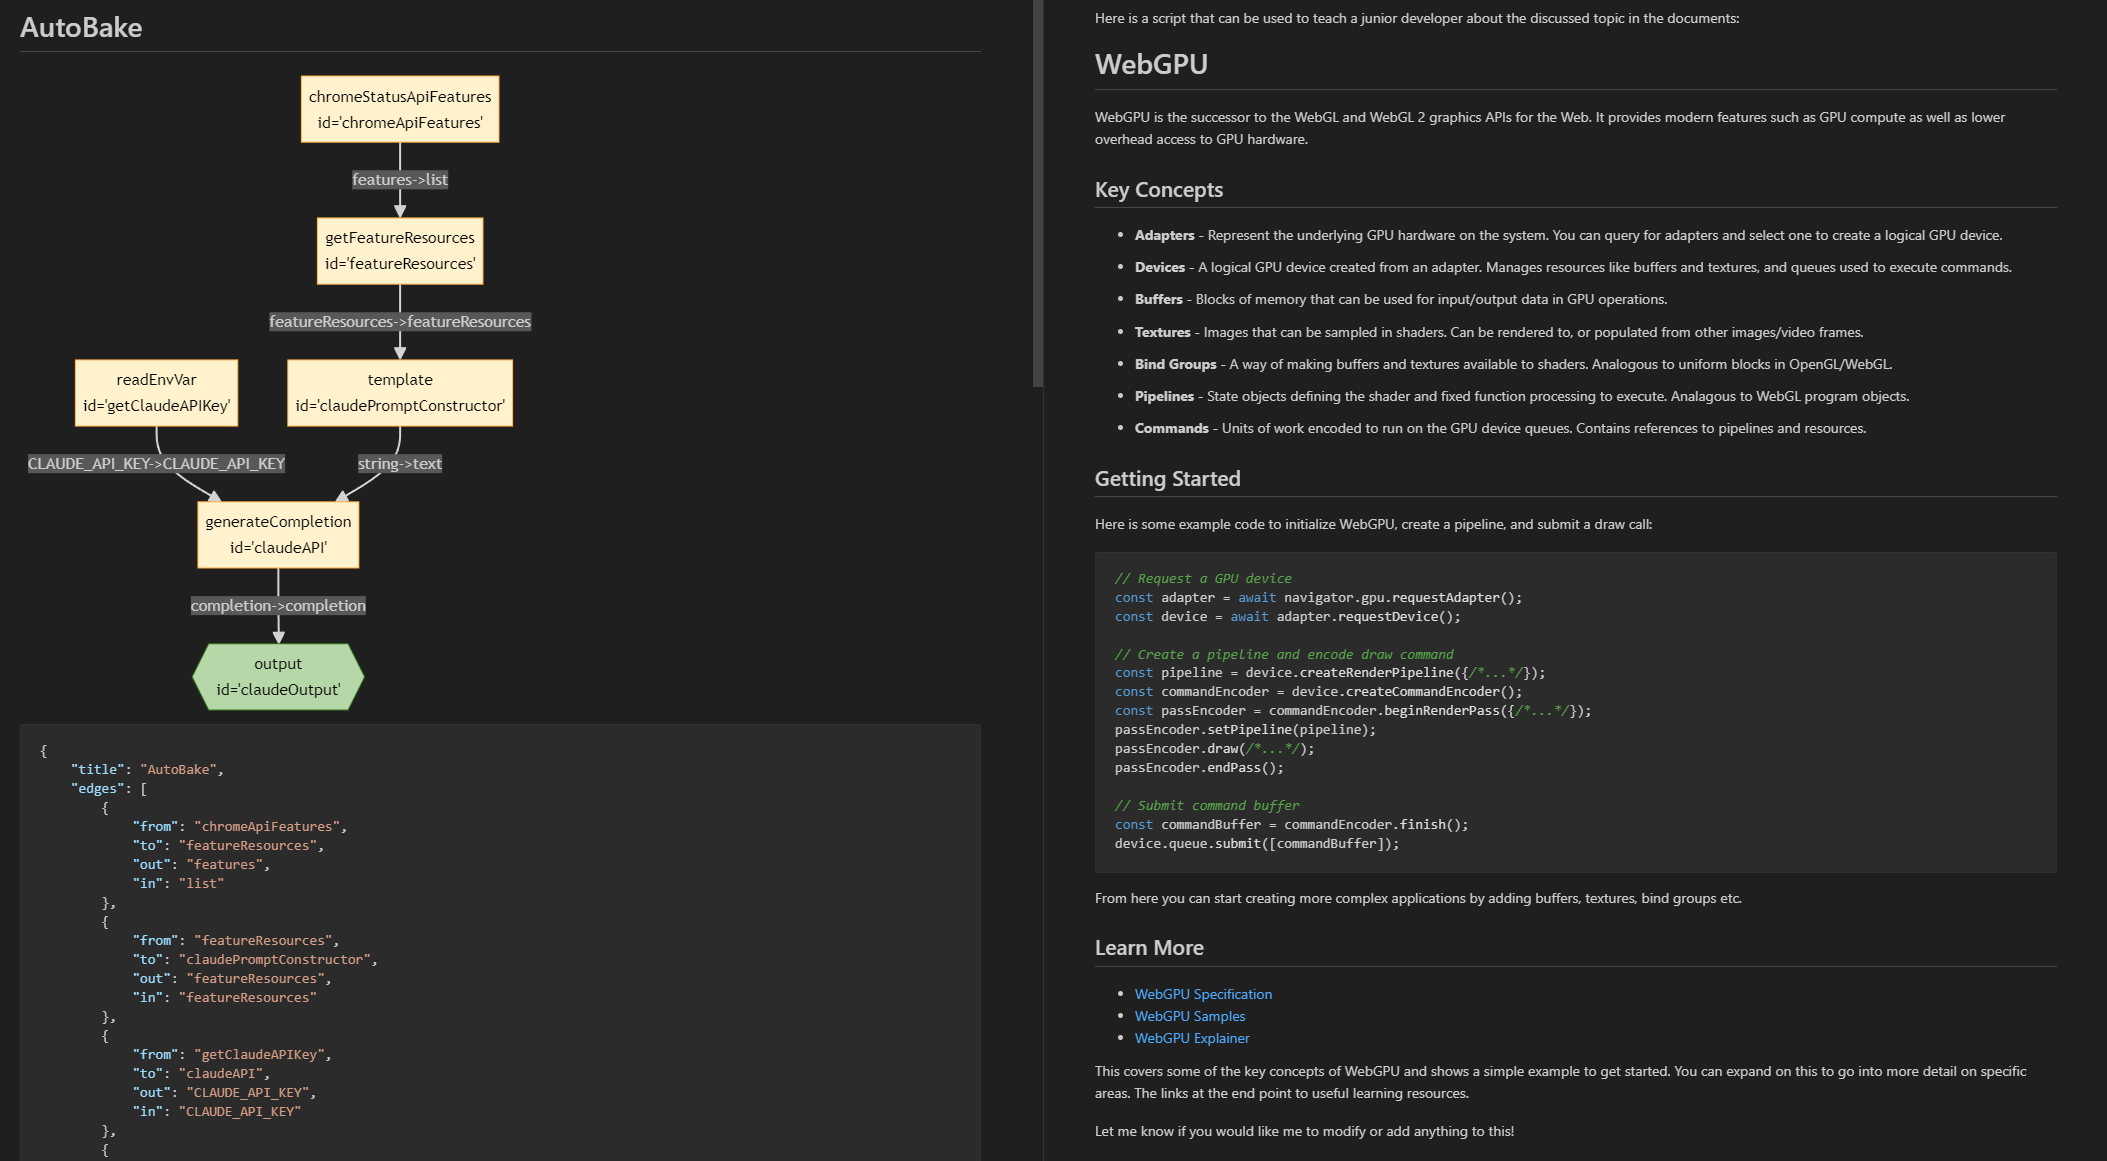 AutoBake
chromeStatusApiFeatures
id='chromeApiFeatures'
features->list
getFeatureResources
id='featureResources'
featureResources->featureResources
readEnvVar
id='getClaudeAPIKey'
template
id='claudePromptConstructor'
CLAUDE_API_KEY->CLAUDE_API_KEY
string->text
generateCompletion
id='claudeAPI'
completion->completion
output
id='claudeOutput'
{
"title": "AutoBake",
"edges": [
{
"from": "chromeApiFeatures",
"to": "featureResources",
"out": "features",
"in": "list"
},
{
"from": "featureResources",
"to": "claudePromptConstructor",
"out": "featureResources",
"in": "featureResources"
},
{
"from": "getClaudeAPIKey",
"to": "claudeAPI",
"out": "CLAUDE_API_KEY",
"in": "CLAUDE_API_KEY"
},
{
Here is a script that can be used to teach a junior developer about the discussed topic in the documents:
WebGPU
WebGPU is the successor to the WebGL and WebGL 2 graphics APIs for the Web. It provides modern features such as GPU compute as well as lower
overhead access to GPU hardware.
Key Concepts
• Adapters - Represent the underlying GPU hardware on the system. You can query for adapters and select one to create a logical GPU device.
• Devices - A logical GPU device created from an adapter. Manages resources like buffers and textures, and queues used to execute commands.
• Buffers - Blocks of memory that can be used for input/output data in GPU operations.
• Textures - Images that can be sampled in shaders. Can be rendered to, or populated from other images/video frames.
• Bind Groups - A way of making buffers and textures available to shaders. Analogous to uniform blocks in OpenGL/WebGL.
• Pipelines - State objects defining the shader and fixed function processing to execute. Analagous to WebGL program objects.
• Commands - Units of work encoded to run on the GPU device queues. Contains references to pipelines and resources.
Getting Started
Here is some example code to initialize WebGPU, create a pipeline, and submit a draw call:
// Request a GPU device
const adapter = await navigator.gpu.requestAdapter();
const device = await adapter.requestDevice();
// Create a pipeline and encode draw command
const pipeline = device.createRenderPipeline({/*...*/});
const commandEncoder = device.createCommandEncoder();
const passEncoder = commandEncoder.beginRenderPass({/*...*/});
passEncoder.setPipeline(pipeline);
passEncoder.draw(/*...*/);
passEncoder.endPass();
// Submit command buffer
const commandBuffer = commandEncoder.finish();
device.queue.submit([commandBuffer]);
From here you can start creating more complex applications by adding buffers, textures, bind groups etc.
Learn More
• WebGPU Specification
• WebGPU Samples
• WebGPU Explainer
This covers some of the key concepts of WebGPU and shows a simple example to get started. You can expand on this to go into more detail on specific
areas. The links at the end point to useful learning resources.
Let me know if you would like me to modify or add anything to this!